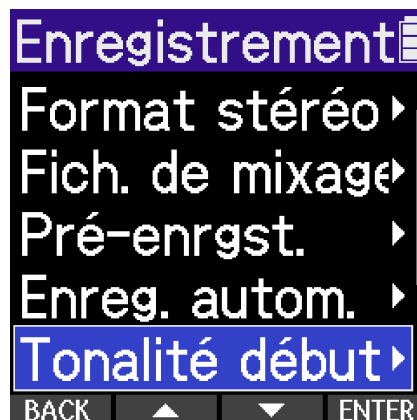 Enregistrement
Format stéréo
Fich. de mixage
Pré-enrgst.
Enreg. autom.
Tonalité début
BACK ENTER